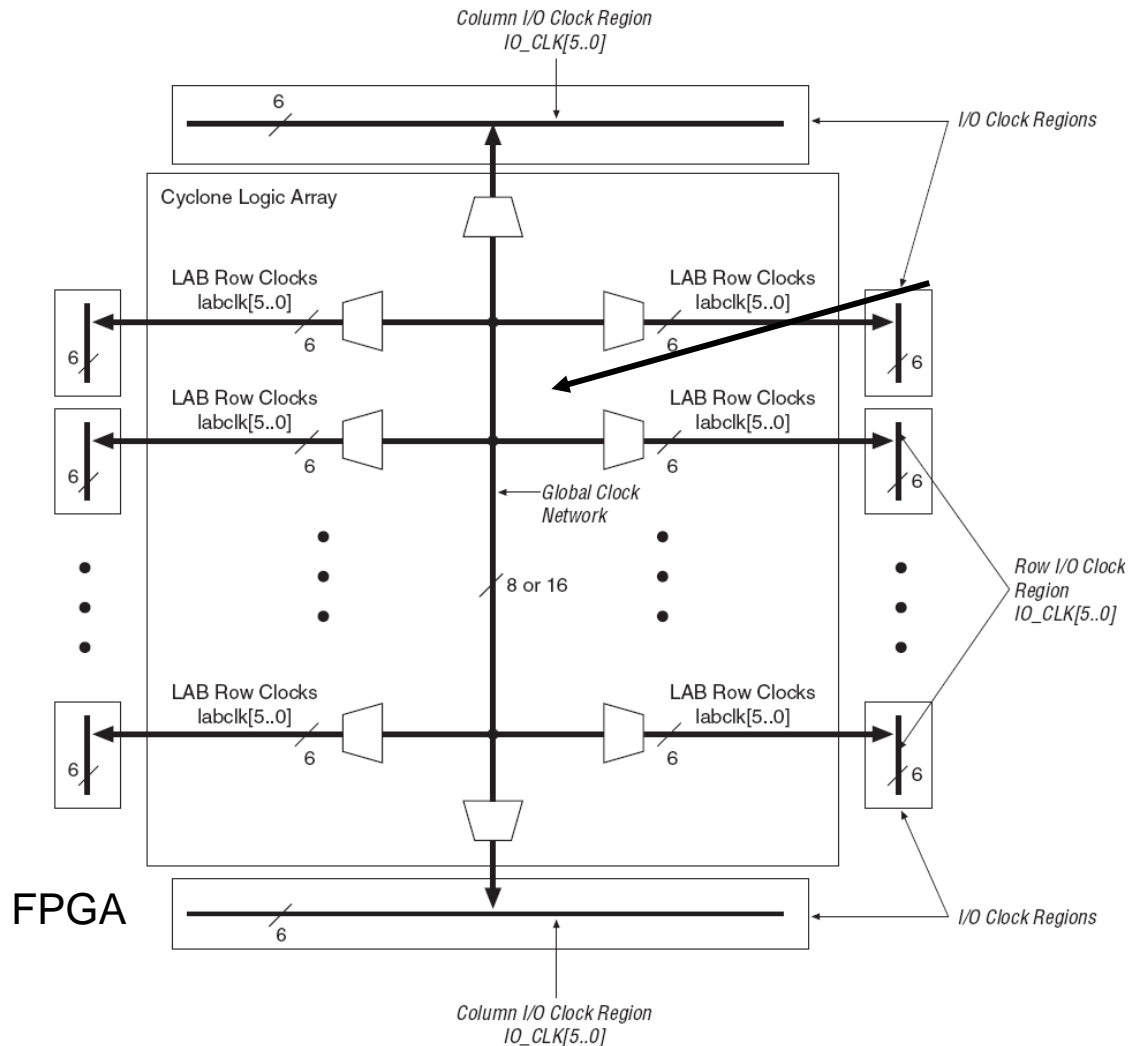 Column I/O Clock Region
IO_CLK[5..0]
6
I/O Clock Regions
Cyclone Logic Array
LAB Row Clocks
labclk[5..0]
LAB Row Clocks
labclk[5..0]
6
6
6
6
LAB Row Clocks
labclk[5..0]
LAB Row Clocks
labclk[5..0]
6
6
6
6
Global Clock
Network
8 or 16
Row I/O Clock
Region
IO_CLK[5..0]
LAB Row Clocks
labclk[5..0]
LAB Row Clocks
labclk[5..0]
6
6
6
6
FPGA
6
I/O Clock Regions
Column I/O Clock Region
IO_CLK[5..0]